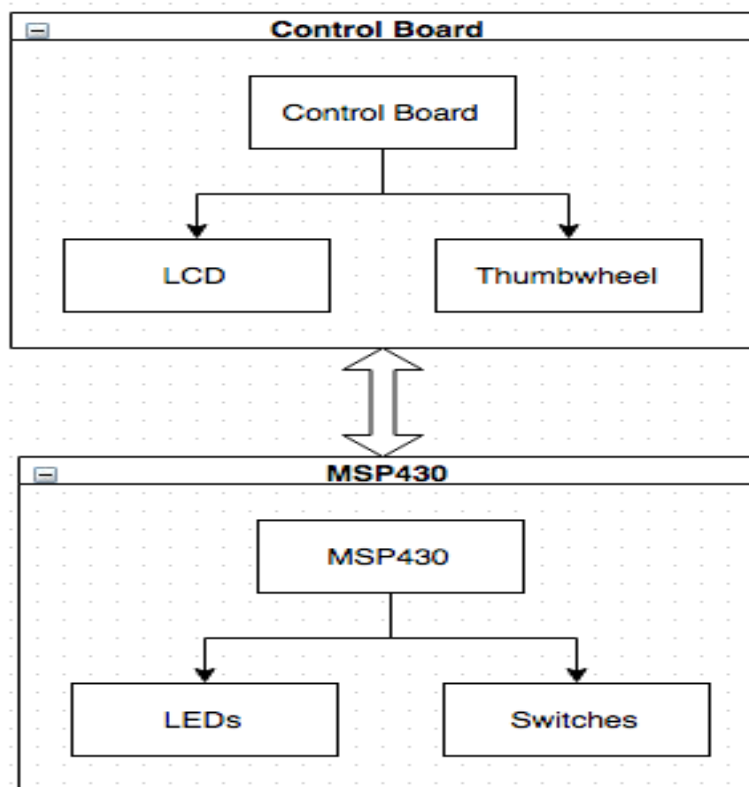 Control Board
Control Board
LCD
Thumbwheel
MSP430
MSP430
LEDs
Switches